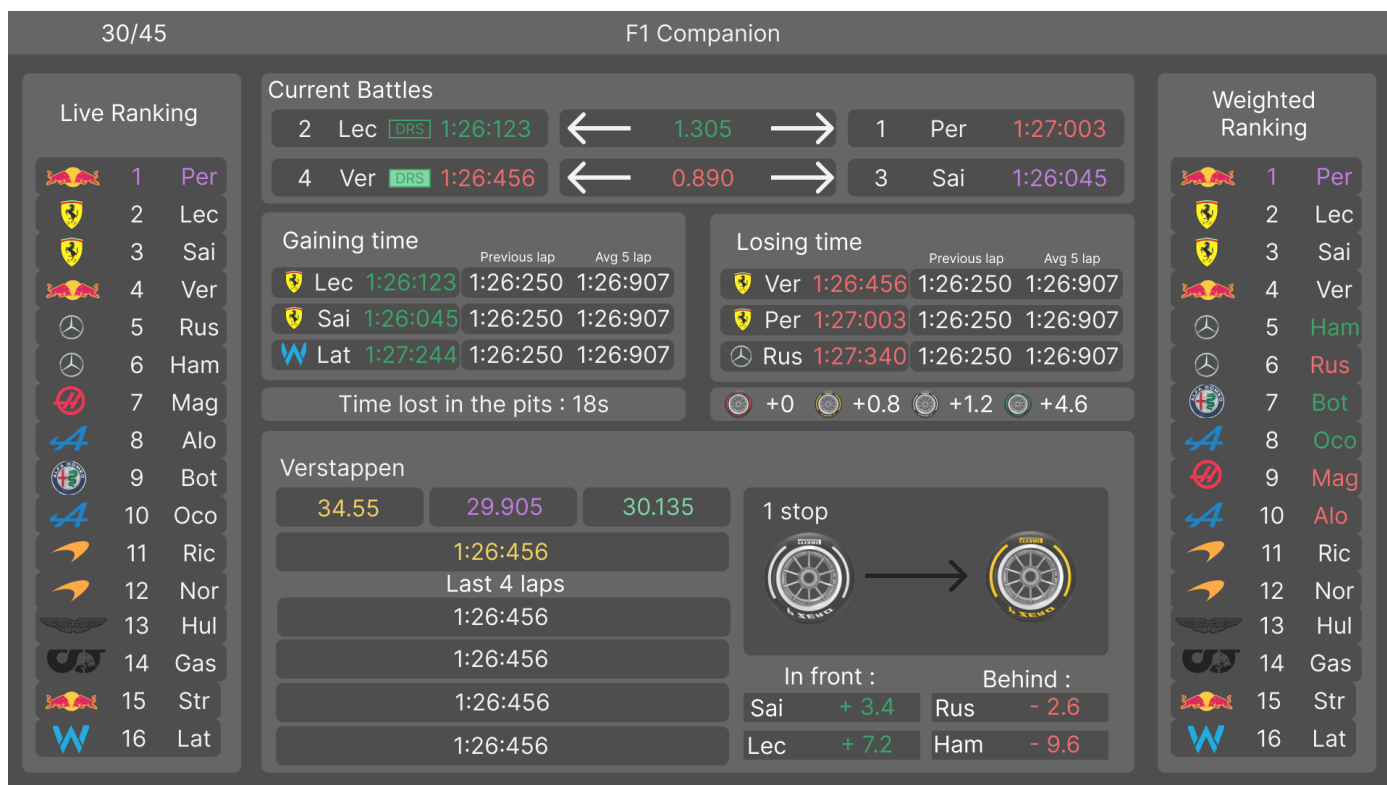 30/45 F1 Companion
Live Ranking
1 Per
2 Lec
3 Sai
4 Ver
5 Rus
6 Ham
7 Mag
8 Alo
9 Bot
10 Oco
11 Ric
12 Nor
13 Hul
14 Gas
15 Str
16 Lat
Current Battles
2 Lec DRS 1:26:123 1.305 1 Per 1:27:003
4 Ver DRS 1:26:456 0.890 3 Sai 1:26:045
Gaining time
Previous lap Avg 5 lap
Lec 1:26:123 1:26:250 1:26:907
Sai 1:26:045 1:26:250 1:26:907
Lat 1:27:244 1:26:250 1:26:907
Losing time
Previous lap Avg 5 lap
Ver 1:26:456 1:26:250 1:26:907
Per 1:27:003 1:26:250 1:26:907
Rus 1:27:340 1:26:250 1:26:907
Time lost in the pits : 18s
+0 +0.8 +1.2 +4.6
Verstappen
34.55 29.905 30.135
1:26:456
Last 4 laps
1:26:456
1:26:456
1:26:456
1:26:456
1 stop
P ZERO P ZERO
In front :
Sai + 3.4
Lec + 7.2
Behind :
Rus - 2.6
Ham - 9.6
Weighted
Ranking
1 Per
2 Lec
3 Sai
4 Ver
5 Ham
6 Rus
7 Bot
8 Oco
9 Mag
10 Alo
11 Ric
12 Nor
13 Hul
14 Gas
15 Str
16 Lat